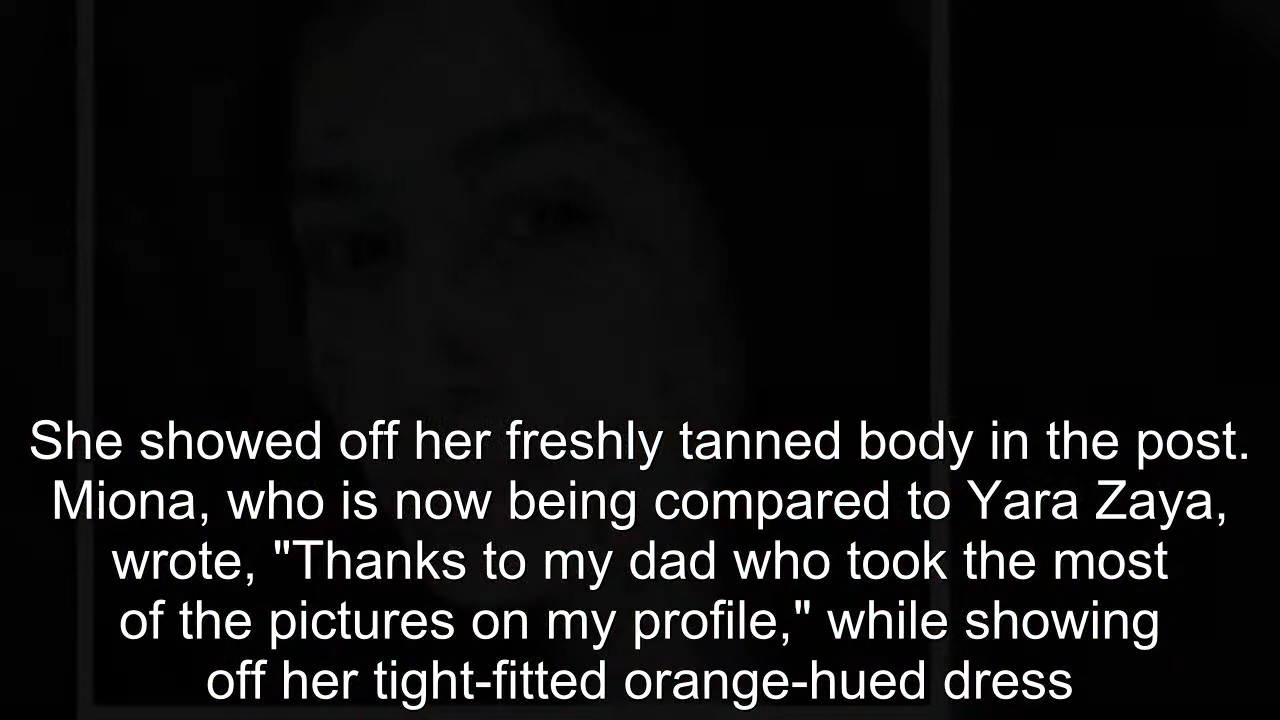 She showed off her freshly tanned body in the post.
Miona, who is now being compared to Yara Zaya,
wrote, "Thanks to my dad who took the most
of the pictures on my profile," while showing
off her tight-fitted orange-hued dress